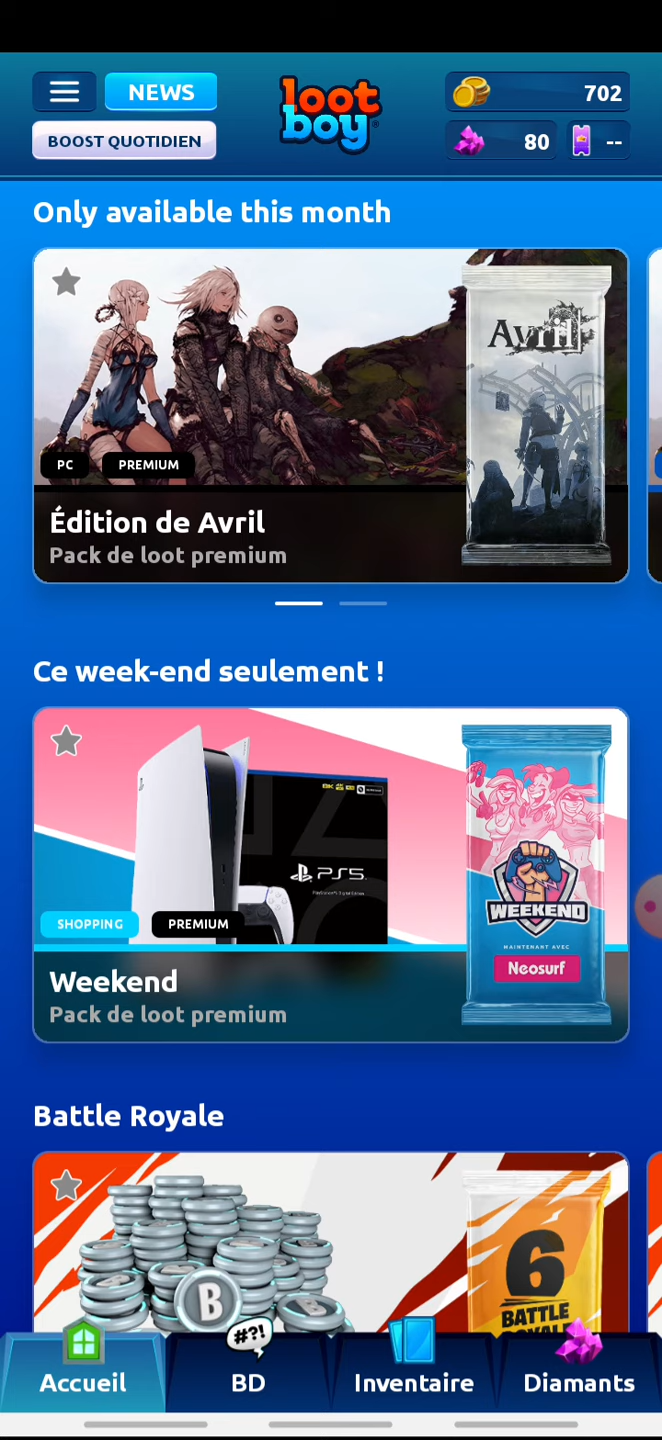 NEWS
loot
boy
702
BOOST QUOTIDIEN
80
--
Only available this month
Avril
PC
PREMIUM
Édition de Avril
Pack de loot premium
Ce week-end seulement !
PS5
WEEKEND
MAINTENANT AVEC
Neosurf
SHOPPING
PREMIUM
Weekend
Pack de loot premium
Battle Royale
B
6
BATTLE
#?!
Accueil
BD
Inventaire
Diamants